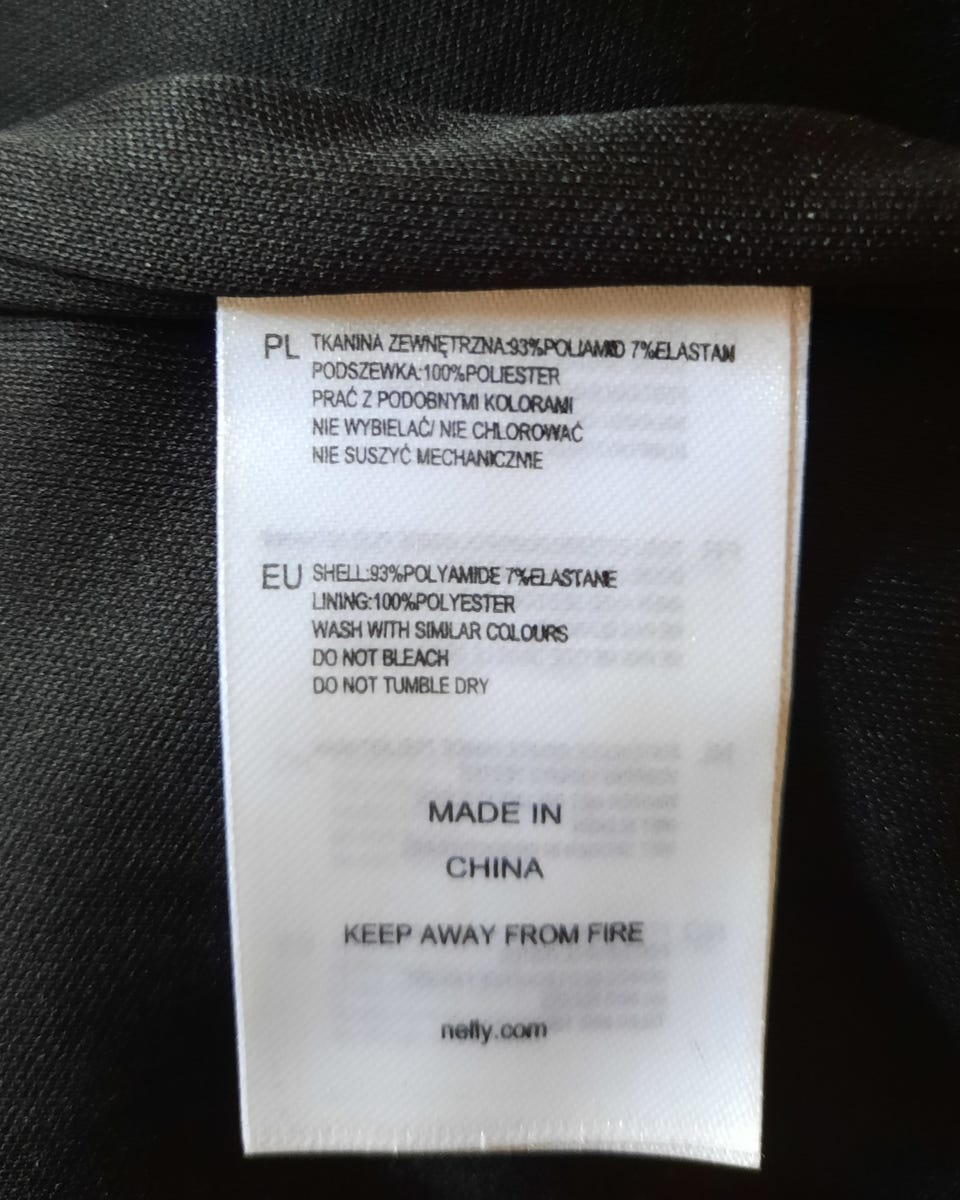 PL TKANINA ZEWNĘTRZNA:93%POLIAMID 7%ELASTAN
PODSZEWKA:100%POLIESTER
PRAĆ Z PODOBNYMI KOLORAMI
NIE WYBIELAĆ/ NIE CHLOROWAĆ
NIE SUSZYĆ MECHANICZNIE
EU SHELL:93%POLYAMIDE 7%ELASTANE
LINING:100%POLYESTER
WASH WITH SIMILAR COLOURS
DO NOT BLEACH
DO NOT TUMBLE DRY
MADE IN
CHINA
KEEP AWAY FROM FIRE
nelly.com